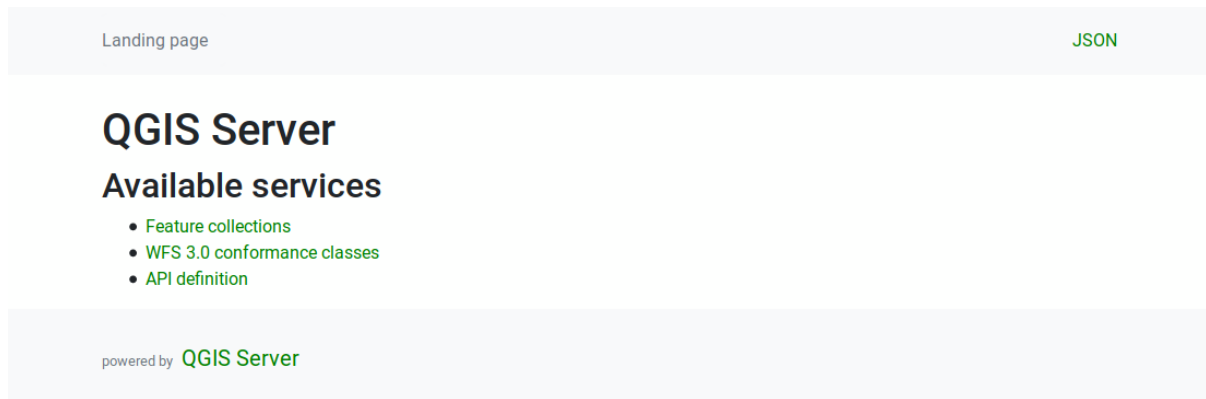 Landing page JSON
QGIS Server
Available services
Feature collections
WFS 3.0 conformance classes
API definition
powered by QGIS Server